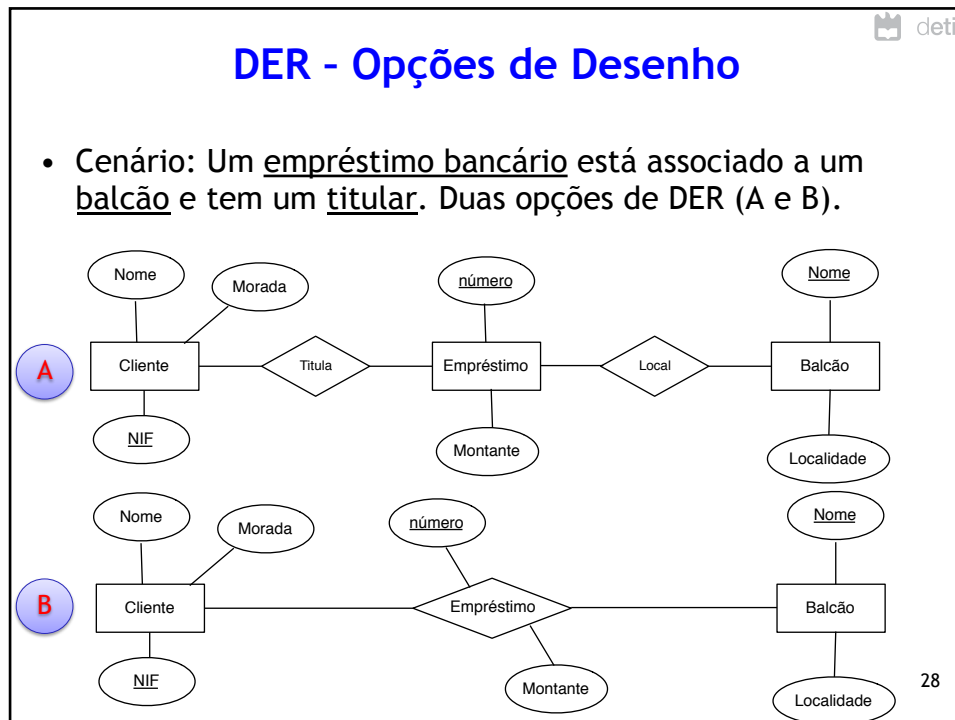 deti
DER – Opções de Desenho
• Cenário: Um empréstimo bancário está associado a um
balcão e tem um titular. Duas opções de DER (A e B).
Nome
Morada
número
Nome
A
Cliente
Titula
Empréstimo
Local
Balcão
NIF
Montante
Localidade
Nome
Morada
número
Nome
B
Cliente
Empréstimo
Balcão
NIF
Montante
Localidade
28